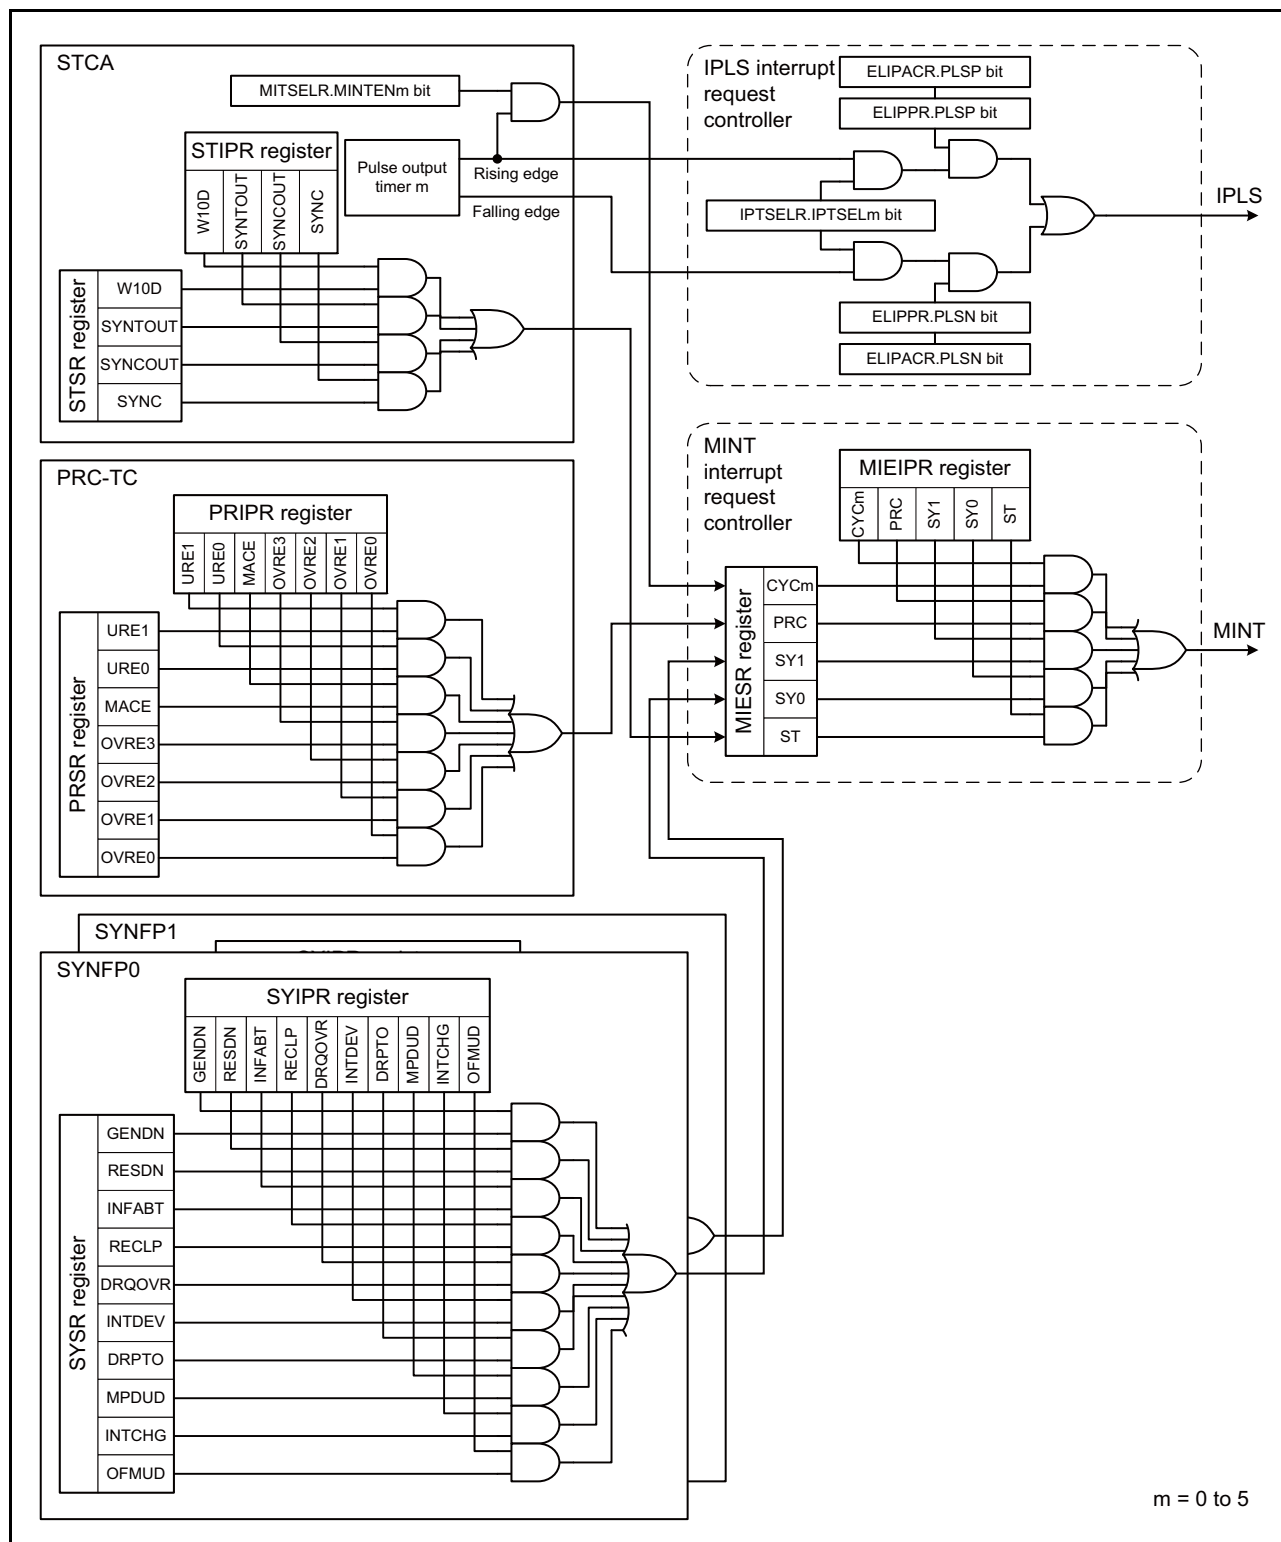 STCA
MITSELR.MINTENm bit
STIPR register
W10D
SYNTOUT
SYNCOUT
SYNC
Pulse output
timer m
Rising edge
Falling edge
STSR register
W10D
SYNTOUT
SYNCOUT
SYNC
IPLS interrupt
request
controller
ELIPACR.PLSP bit
ELIPPR.PLSP bit
IPTSELR.IPTSELm bit
ELIPPR.PLSN bit
ELIPACR.PLSN bit
IPLS
PRC-TC
PRIPR register
URE1
URE0
MACE
OVRE3
OVRE2
OVRE1
OVRE0
PRSR register
URE1
URE0
MACE
OVRE3
OVRE2
OVRE1
OVRE0
MINT
interrupt
request
controller
MIEIPR register
CYCm
PRC
SY1
SY0
ST
MIESR register
CYCm
PRC
SY1
SY0
ST
MINT
SYNFP1
SYNFP0
SYIPR register
GENDN
RESDN
INFABT
RECLP
DRQOVR
INTDEV
DRPTO
MPDUD
INTCHG
OFMUD
SYSR register
GENDN
RESDN
INFABT
RECLP
DRQOVR
INTDEV
DRPTO
MPDUD
INTCHG
OFMUD
m = 0 to 5